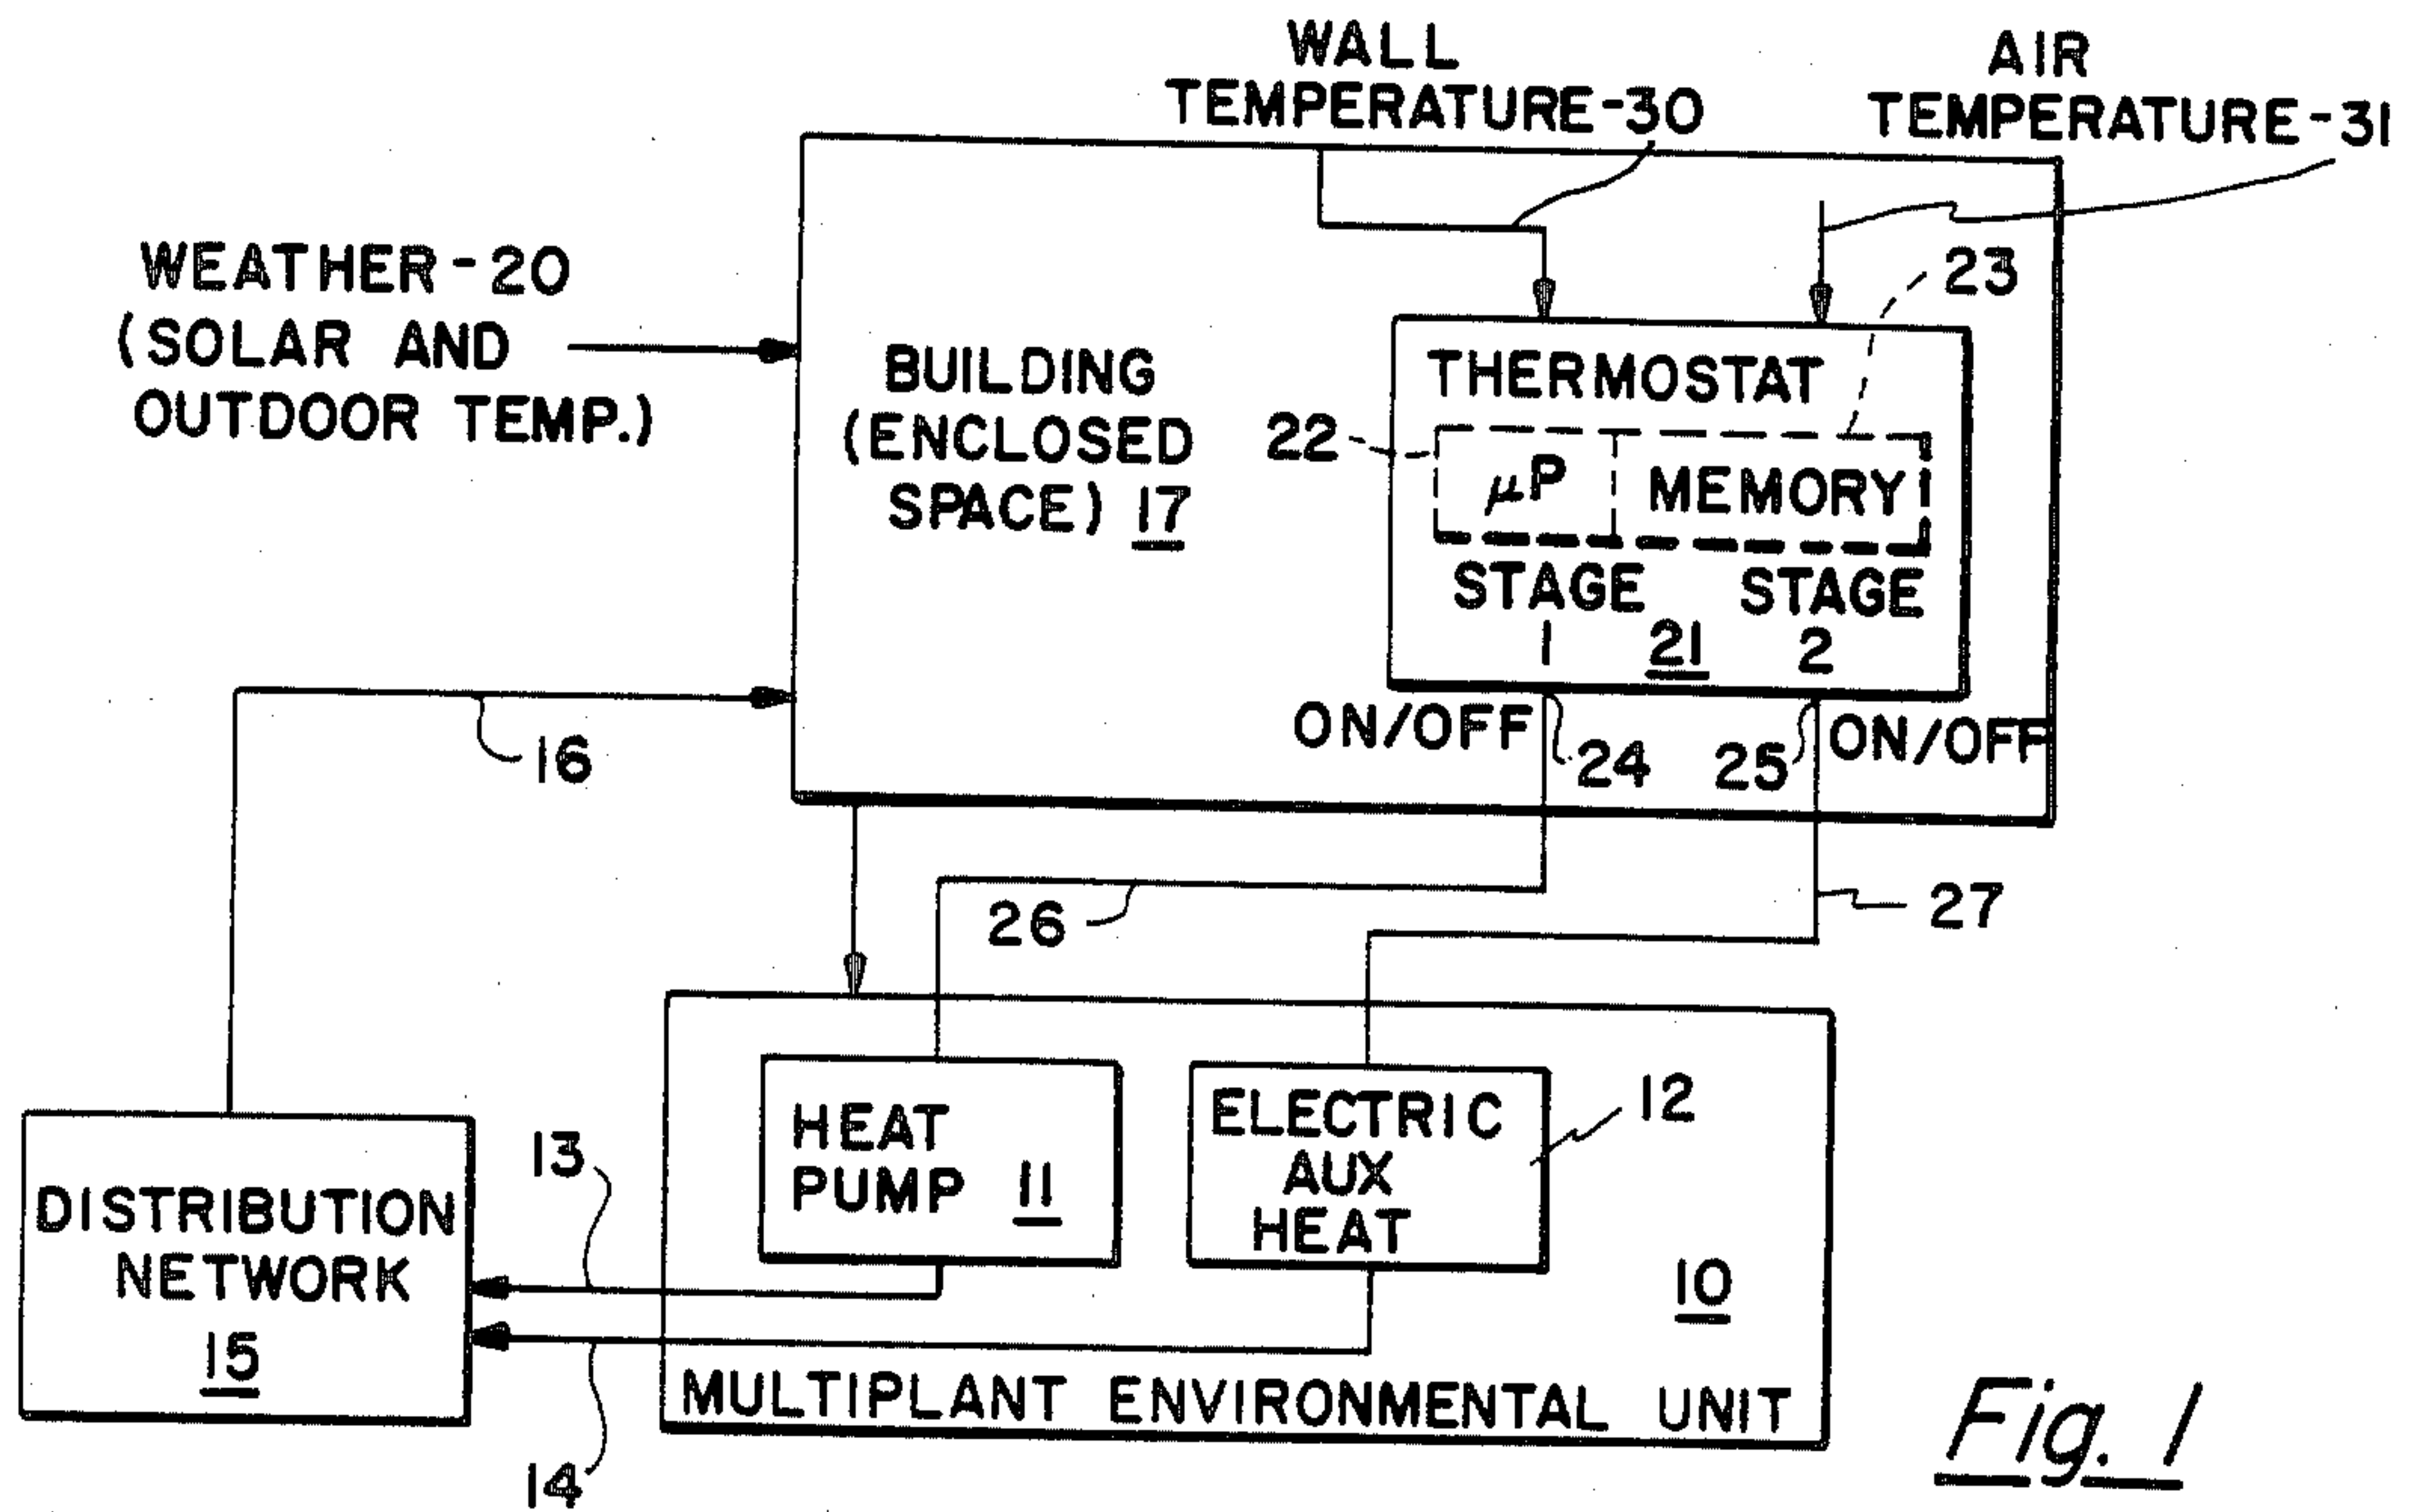 WALL
TEMPERATURE-30
AIR
TEMPERATURE-31
WEATHER-20
(SOLAR AND
OUTDOOR TEMP.)
BUILDING
(ENCLOSED
SPACE) 17
23
THERMOSTAT
22
μP
MEMORY
STAGE
1
21
STAGE
2
ON/OFF
24
25
ON/OFF
16
26
27
HEAT
PUMP 11
ELECTRIC
AUX
HEAT
12
13
DISTRIBUTION
NETWORK
15
10
MULTIPLANT ENVIRONMENTAL UNIT
14
Fig. 1